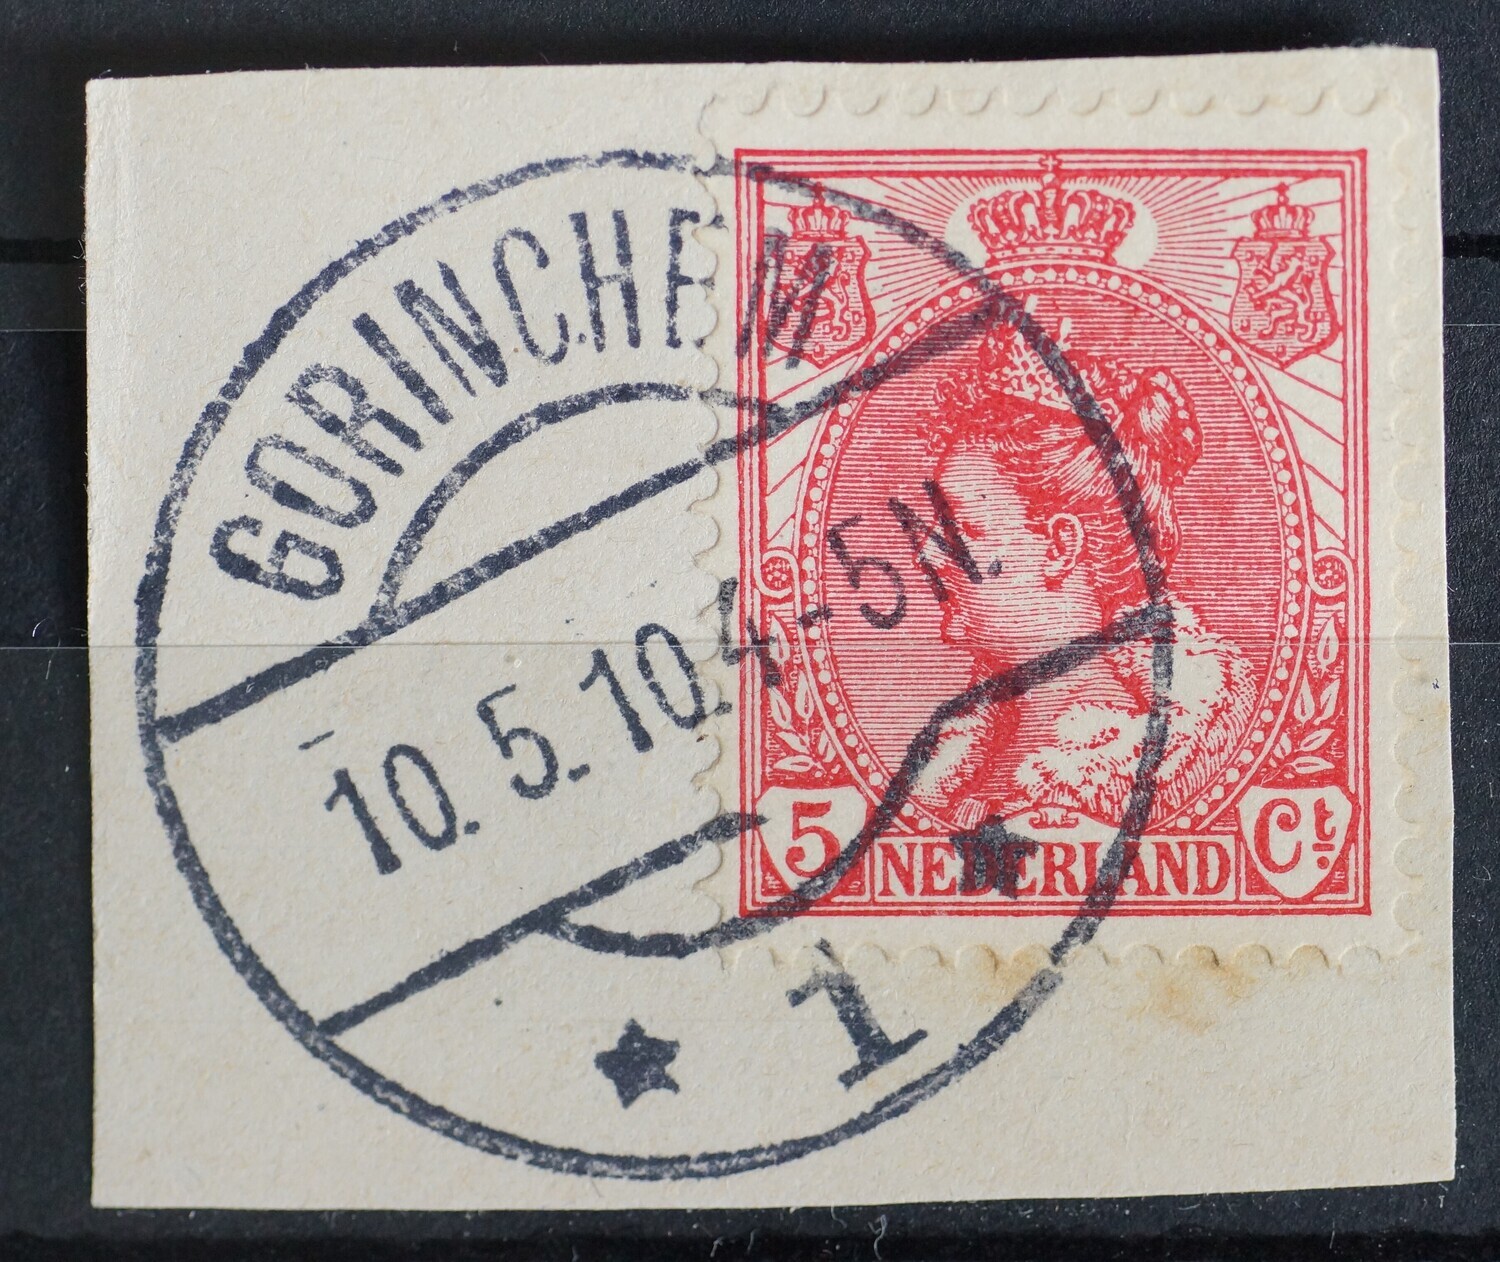 GORINCHEM
10.5.10.4-5N.
1
5 NEDERLAND Ct.